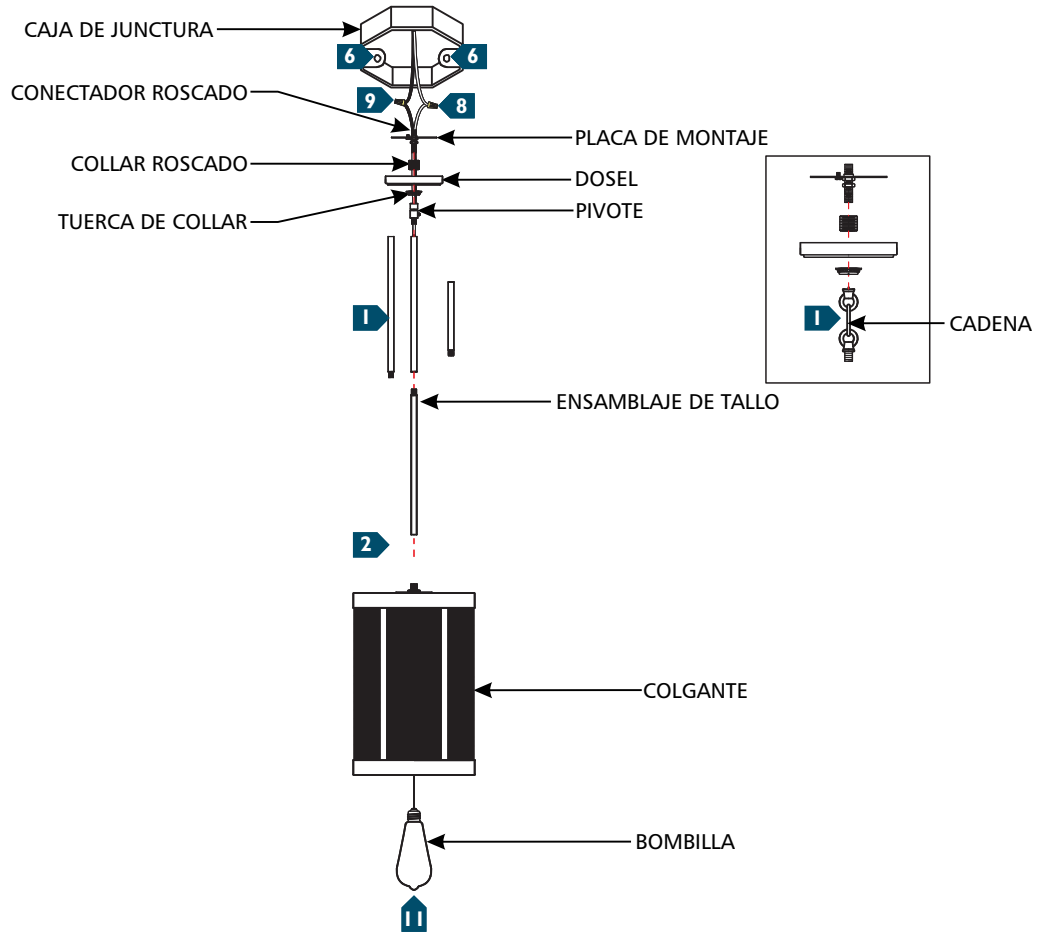 CAJA DE JUNCTURA
6 6
CONECTADOR ROSCADO
9 8
PLACA DE MONTAJE
COLLAR ROSCADO
DOSEL
TUERCA DE COLLAR
PIVOTE
1
1
CADENA
ENSAMBLAJE DE TALLO
2
COLGANTE
BOMBILLA
11